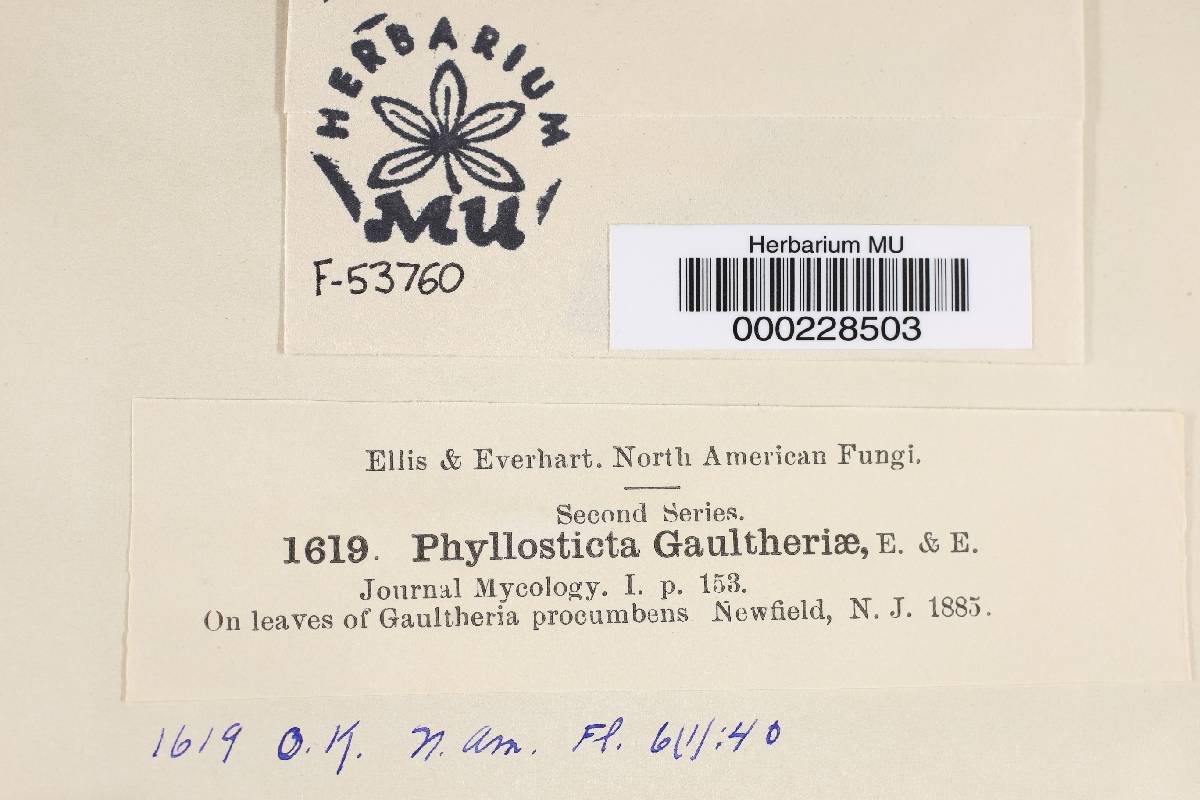 HERBARIUM
MU
F-53760
Herbarium MU
000228503
Ellis & Everhart. North American Fungi.
Second Series.
1619. Phyllosticta Gaultheriæ, E. & E.
Journal Mycology. I. p. 153.
On leaves of Gaultheria procumbens Newfield, N. J. 1885.
1619 O.K. N. Am. Fl. 6(1):40